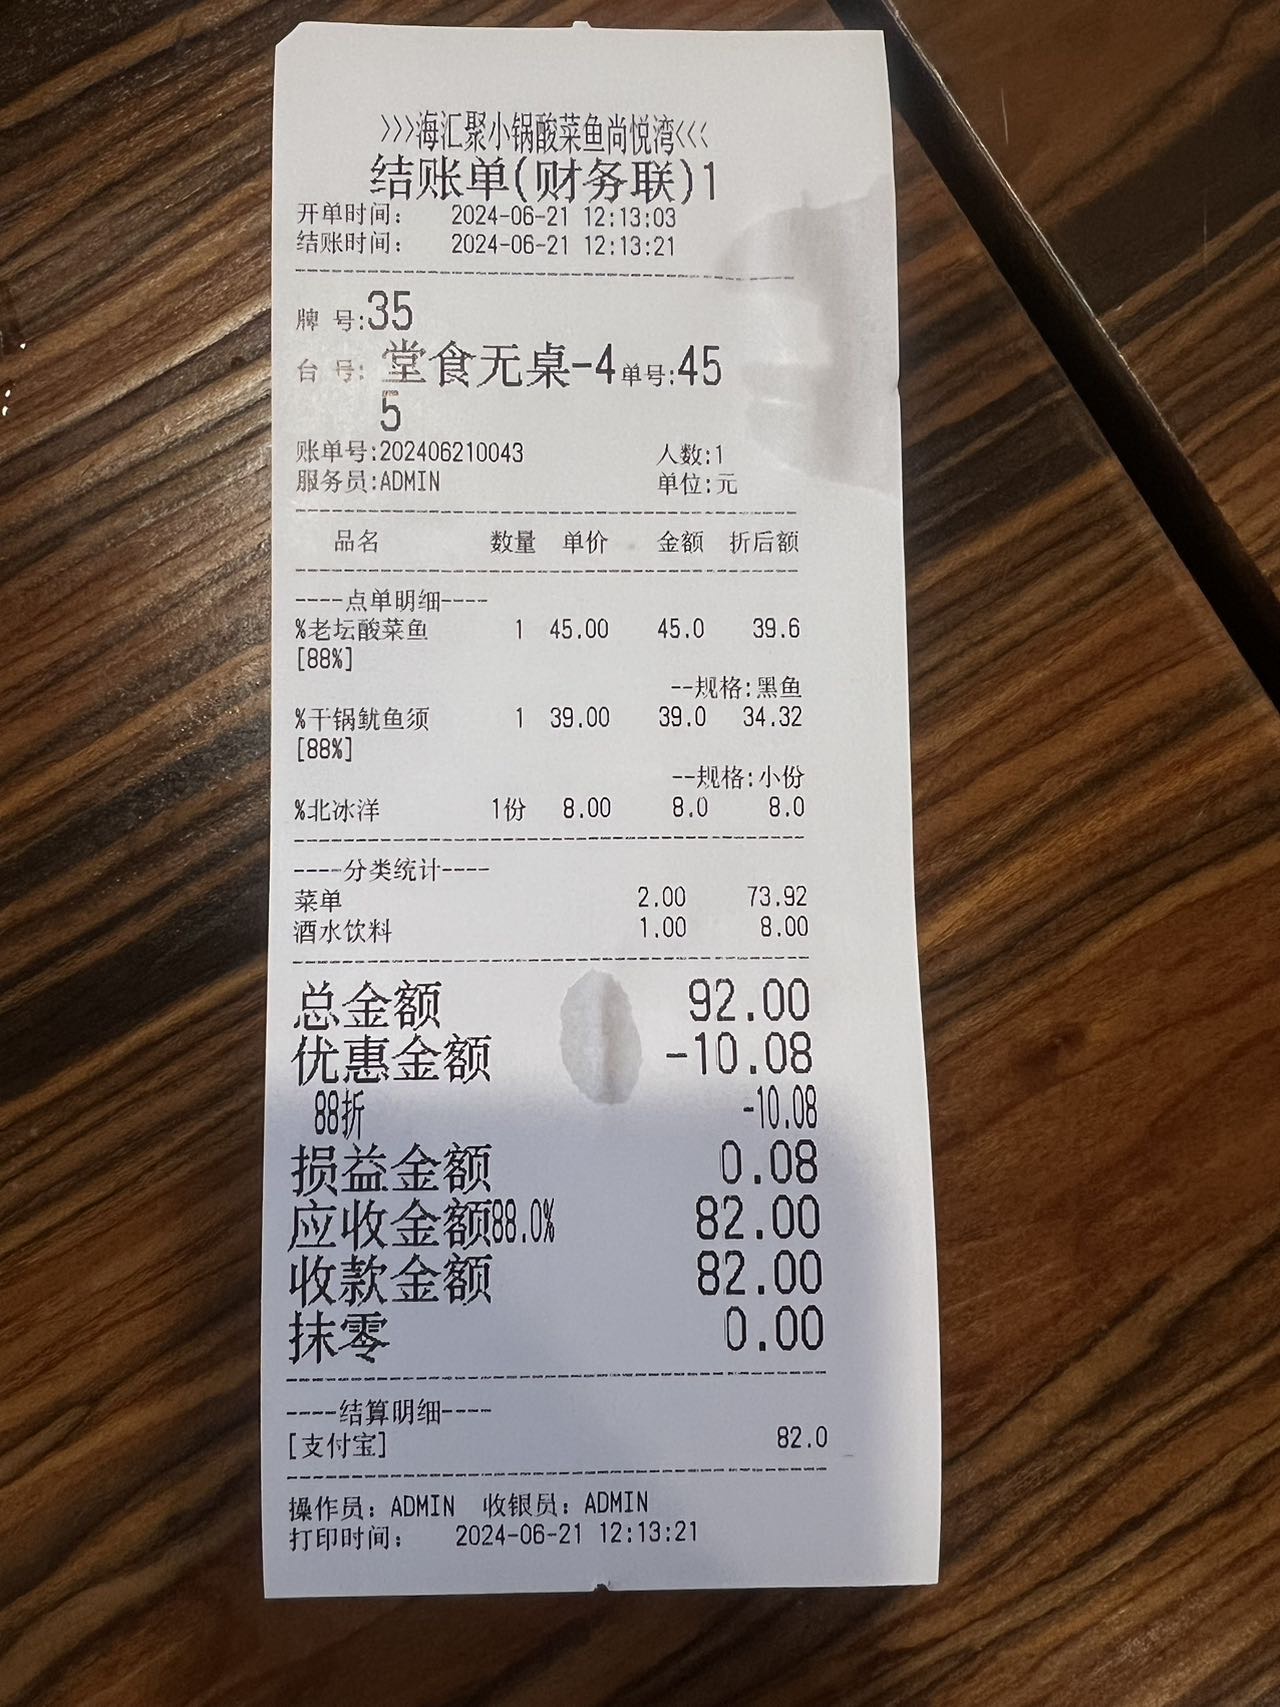 >>>海汇聚小锅酸菜鱼尚悦湾<<<
结账单(财务联)1
开单时间: 2024-06-21 12:13:03
结账时间: 2024-06-21 12:13:21
牌 号:35
台 号: 堂食无桌-4 单号:45
5
账单号:202406210043 人数:1
服务员:ADMIN 单位:元
品名 数量 单价 金额 折后额
----点单明细----
%老坛酸菜鱼 1 45.00 45.0 39.6
[88%]
--规格:黑鱼
%干锅鱿鱼须 1 39.00 39.0 34.32
[88%]
--规格:小份
%北冰洋 1份 8.00 8.0 8.0
----分类统计----
菜单 2.00 73.92
酒水饮料 1.00 8.00
总金额 92.00
优惠金额 -10.08
88折 -10.08
损益金额 0.08
应收金额88.0% 82.00
收款金额 82.00
抹零 0.00
----结算明细----
[支付宝] 82.0
操作员: ADMIN 收银员: ADMIN
打印时间: 2024-06-21 12:13:21